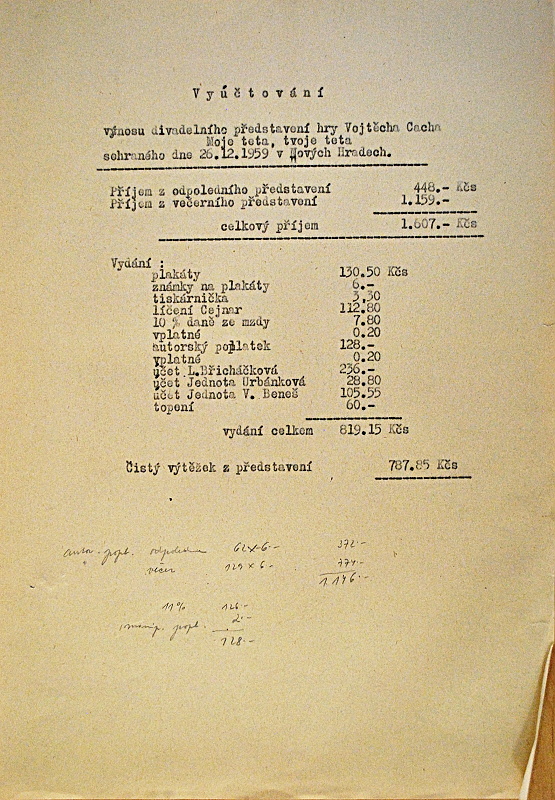 Vyúčtování
výnosu divadelního představení hry Vojtěcha Cacha
Moje teta, tvoje teta
sehraného dne 26.12.1959 v Nových Hradech.
Příjem z odpoledního představení 448.- Kčs
Příjem z večerního představení 1.159.-
celkový příjem 1.607.- Kčs
Vydání :
plakáty 130.50 Kčs
známky na plakáty 6.-
tiskárnička 3,30
líčení Cejnar 112.80
10 % daně ze mzdy 7.80
vplatné 0.20
autorský poplatek 128.-
vplatné 0.20
účet L.Břicháčková 236.-
účet Jednota Urbánková 28.80
účet Jednota V. Beneš 105.55
topení 60.-
vydání celkem 819.15 Kčs
Čistý výtěžek z představení 787.85 Kčs
autor. popl. odpoledne 62 x 6.- 372.-
večer 129 x 6.- 774.-
1.146.-
11% 126.-
manip. popl. 2.-
128.-